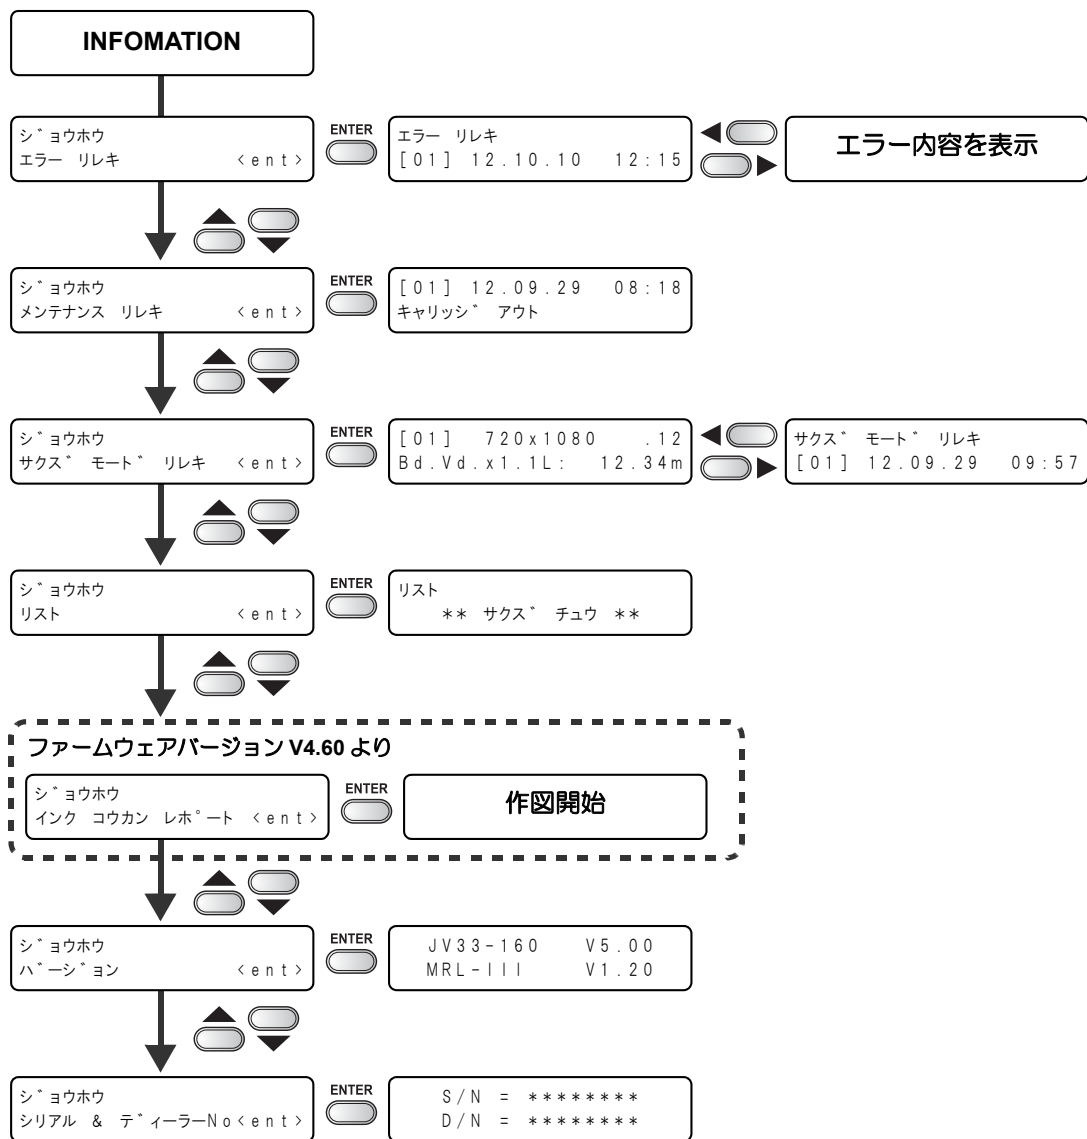 INFOMATION
ジョウホウ
エラー リレキ <ent>
ENTER
エラー リレキ
[01] 12.10.10 12:15
エラー内容を表示
ジョウホウ
メンテナンス リレキ <ent>
ENTER
[01] 12.09.29 08:18
キャリッジ アウト
ジョウホウ
サクズ モード リレキ <ent>
ENTER
[01] 720x1080 .12
Bd.Vd.x1.1L: 12.34m
サクズ モード リレキ
[01] 12.09.29 09:57
ジョウホウ
リスト <ent>
ENTER
リスト
** サクズ チュウ **
ファームウェアバージョン V4.60 より
ジョウホウ
インク コウカン レポート <ent>
ENTER
作図開始
ジョウホウ
バージョン <ent>
ENTER
JV33-160 V5.00
MRL-III V1.20
ジョウホウ
シリアル & ディーラーNo<ent>
ENTER
S/N = ********
D/N = ********